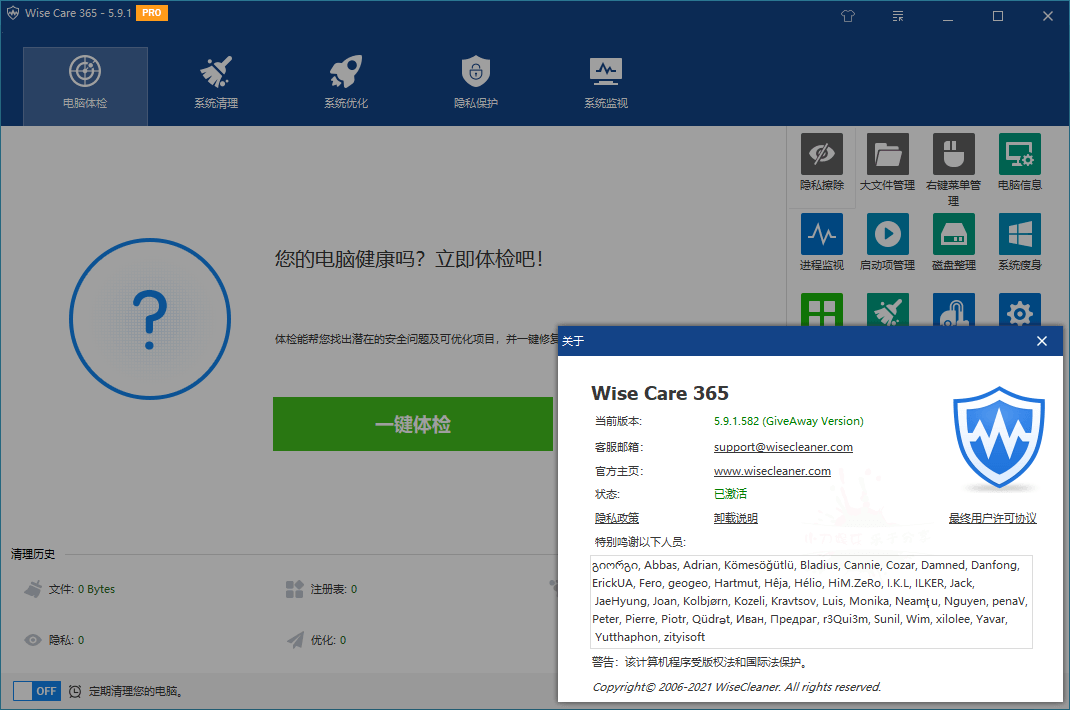 Wise Care 365 - 5.9.1 PRO
电脑体检
系统清理
系统优化
隐私保护
系统监视
隐私擦除
大文件管理
右键菜单管理
电脑信息
进程监视
启动项管理
磁盘整理
系统瘦身
您的电脑健康吗？立即体检吧！
体检能帮您找出潜在的安全问题及可优化项目，并一键修复
一键体检
清理历史
文件: 0 Bytes
注册表: 0
隐私: 0
优化: 0
OFF 定期清理您的电脑。
关于
Wise Care 365
当前版本: 5.9.1.582 (GiveAway Version)
客服邮箱: support@wisecleaner.com
官方主页: www.wisecleaner.com
状态: 已激活
隐私政策 卸载说明 最终用户许可协议
特别鸣谢以下人员:
გიორგი, Abbas, Adrian, Kömesöğütlü, Bladius, Cannie, Cozar, Damned, Danfong,
ErickUA, Fero, geogeo, Hartmut, Hêja, Hélio, HiM.ZeRo, I.K.L, ILKER, Jack,
JaeHyung, Joan, Kolbjørn, Kozeli, Kravtsov, Luis, Monika, Neamţu, Nguyen, penaV,
Peter, Pierre, Piotr, Qüdrət, Иван, Предраг, r3Qui3m, Sunil, Wim, xilolee, Yavar,
Yutthaphon, zityisoft
警告：该计算机程序受版权法和国际法保护。
Copyright© 2006-2021 WiseCleaner. All rights reserved.